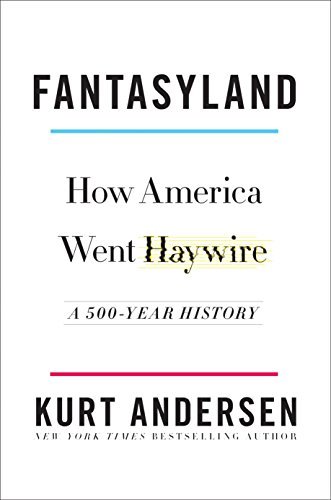 FANTASYLAND
How America
Went Haywire
A 500-YEAR HISTORY
KURT ANDERSEN
NEW YORK TIMES BESTSELLING AUTHOR